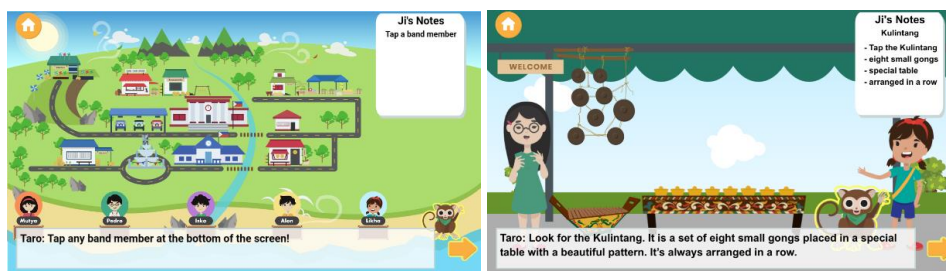 Ji's Notes
Tap a band member
Mutya
Pedro
Iska
Alon
Likha
Taro: Tap any band member at the bottom of the screen!
Ji's Notes
Kulintang
- Tap the Kulintang
- eight small gongs
- special table
- arranged in a row
WELCOME
Taro: Look for the Kulintang. It is a set of eight small gongs placed in a special
table with a beautiful pattern. It's always arranged in a row.